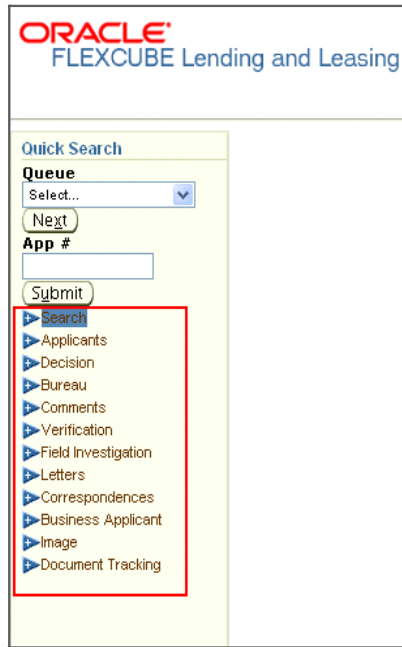 ORACLE
FLEXCUBE Lending and Leasing
Quick Search
Queue
Select...
Next
App #
Submit
Search
Applicants
Decision
Bureau
Comments
Verification
Field Investigation
Letters
Correspondences
Business Applicant
Image
Document Tracking